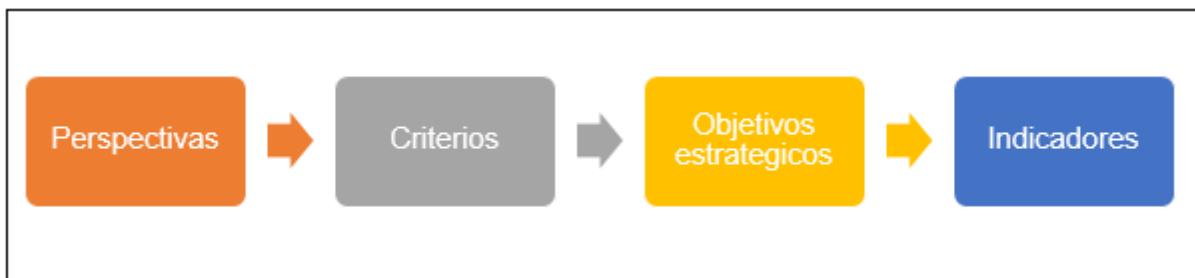 Perspectivas
Criterios
Objetivos
estrategicos
Indicadores